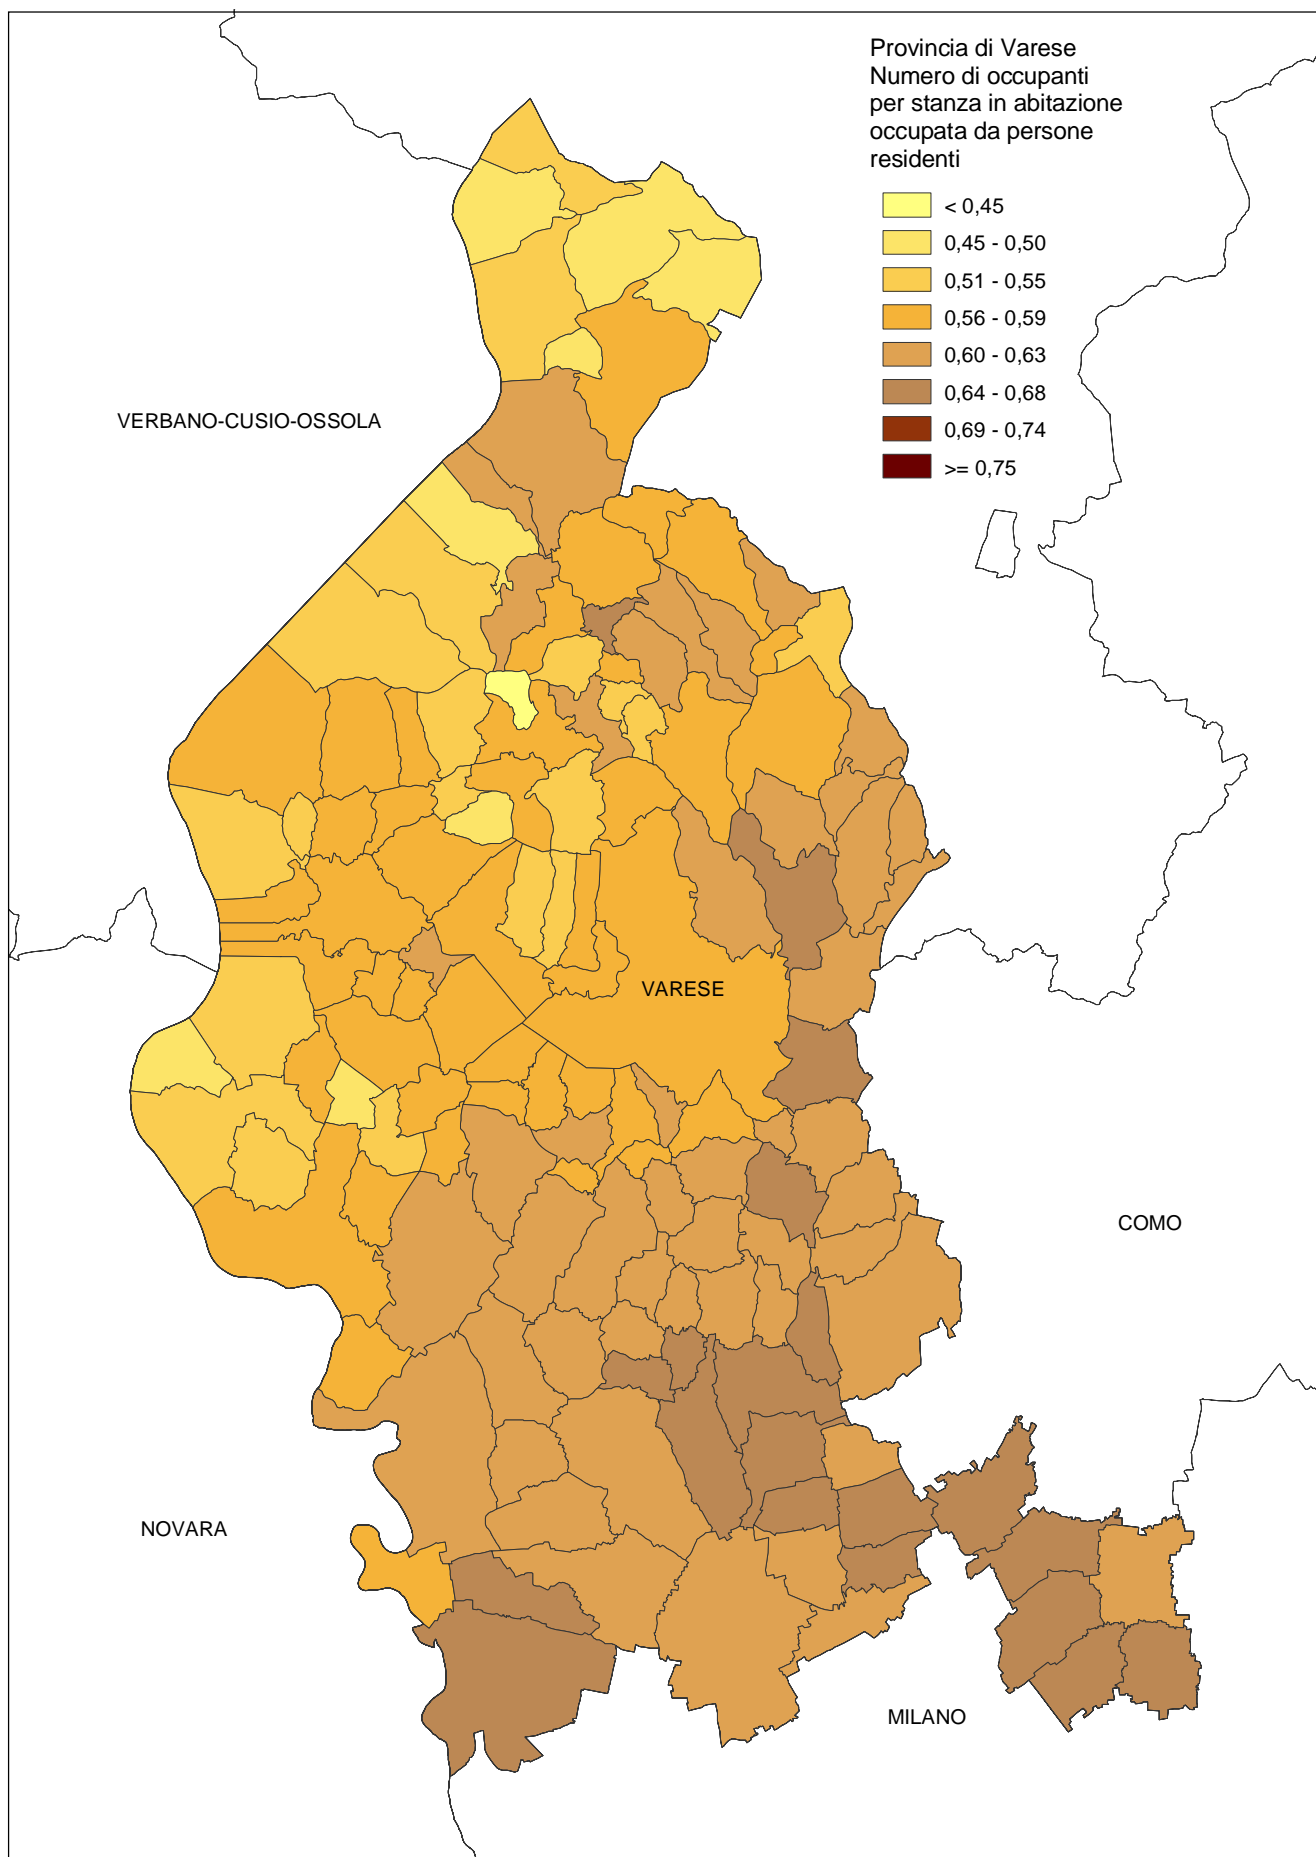 Provincia di Varese
Numero di occupanti
per stanza in abitazione
occupata da persone
residenti
< 0,45
0,45 - 0,50
0,51 - 0,55
0,56 - 0,59
0,60 - 0,63
0,64 - 0,68
0,69 - 0,74
>= 0,75
VERBANO-CUSIO-OSSOLA
VARESE
COMO
NOVARA
MILANO